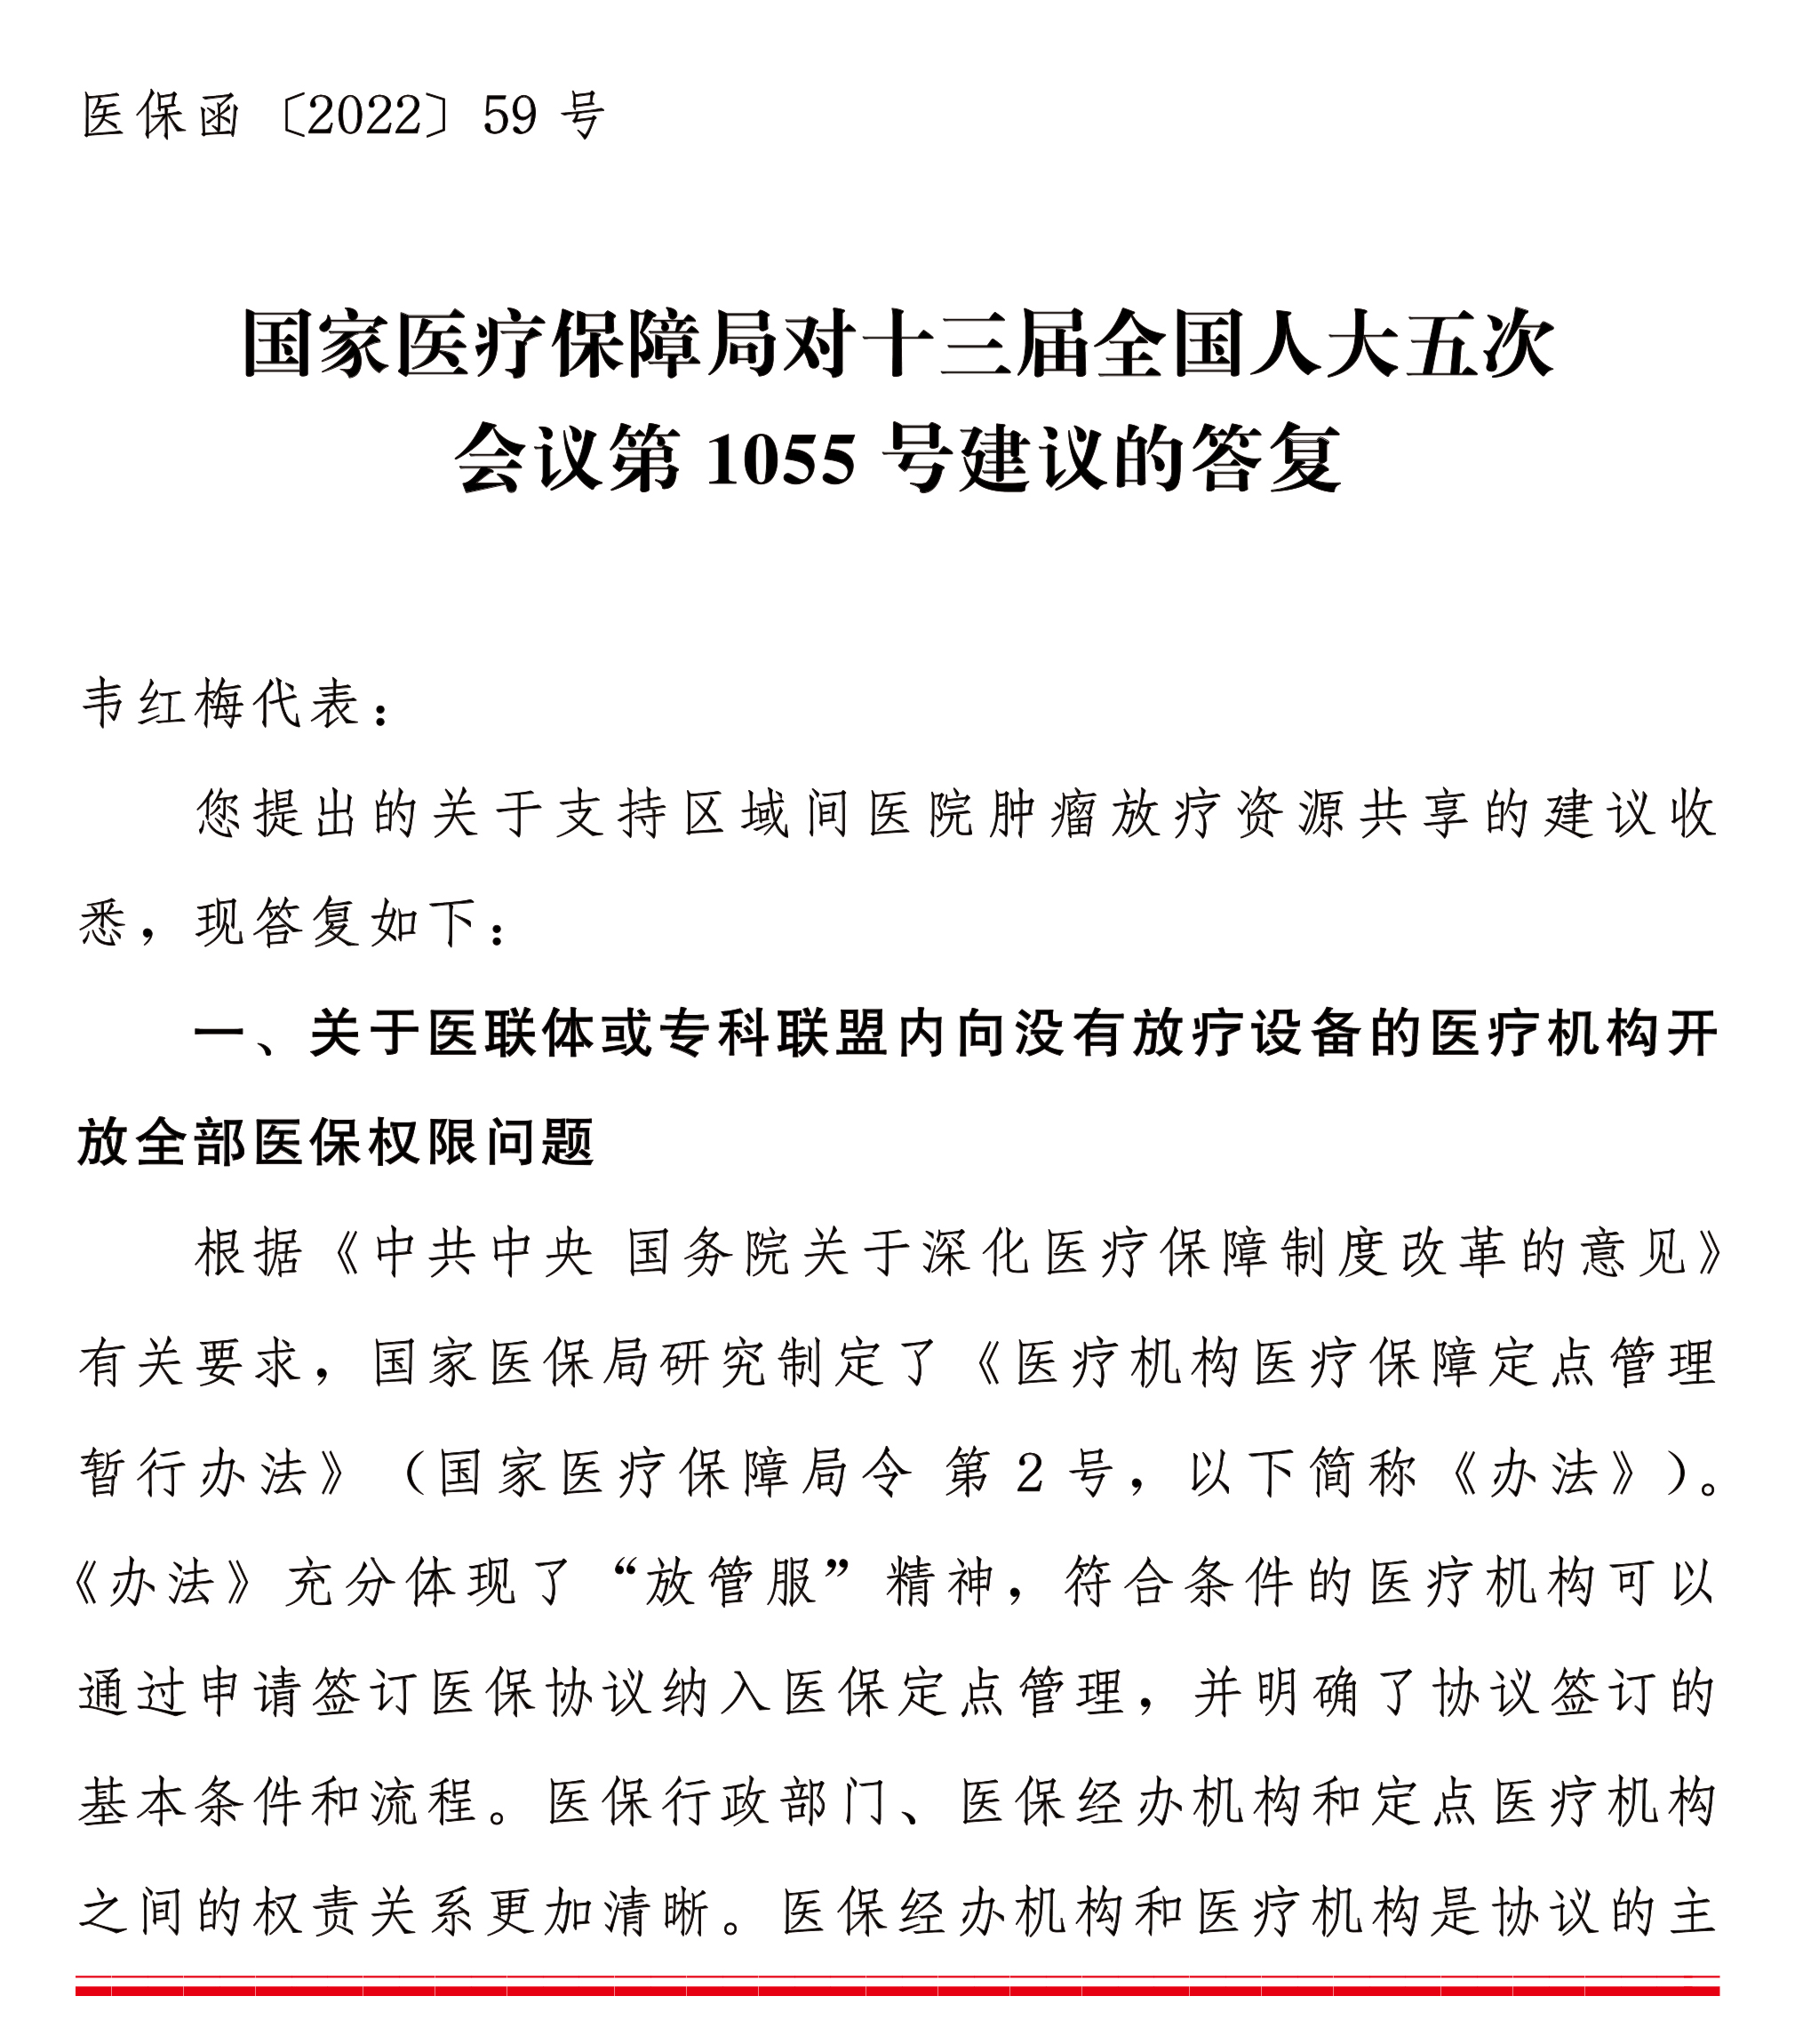 医保函〔2022〕59 号
国家医疗保障局对十三届全国人大五次
会议第 1055 号建议的答复
韦红梅代表：
您提出的关于支持区域间医院肿瘤放疗资源共享的建议收
悉，现答复如下：
一、关于医联体或专科联盟内向没有放疗设备的医疗机构开
放全部医保权限问题
根据《中共中央 国务院关于深化医疗保障制度改革的意见》
有关要求，国家医保局研究制定了《医疗机构医疗保障定点管理
暂行办法》（国家医疗保障局令 第 2 号，以下简称《办法》）。
《办法》充分体现了“放管服”精神，符合条件的医疗机构可以
通过申请签订医保协议纳入医保定点管理，并明确了协议签订的
基本条件和流程。医保行政部门、医保经办机构和定点医疗机构
之间的权责关系更加清晰。医保经办机构和医疗机构是协议的主